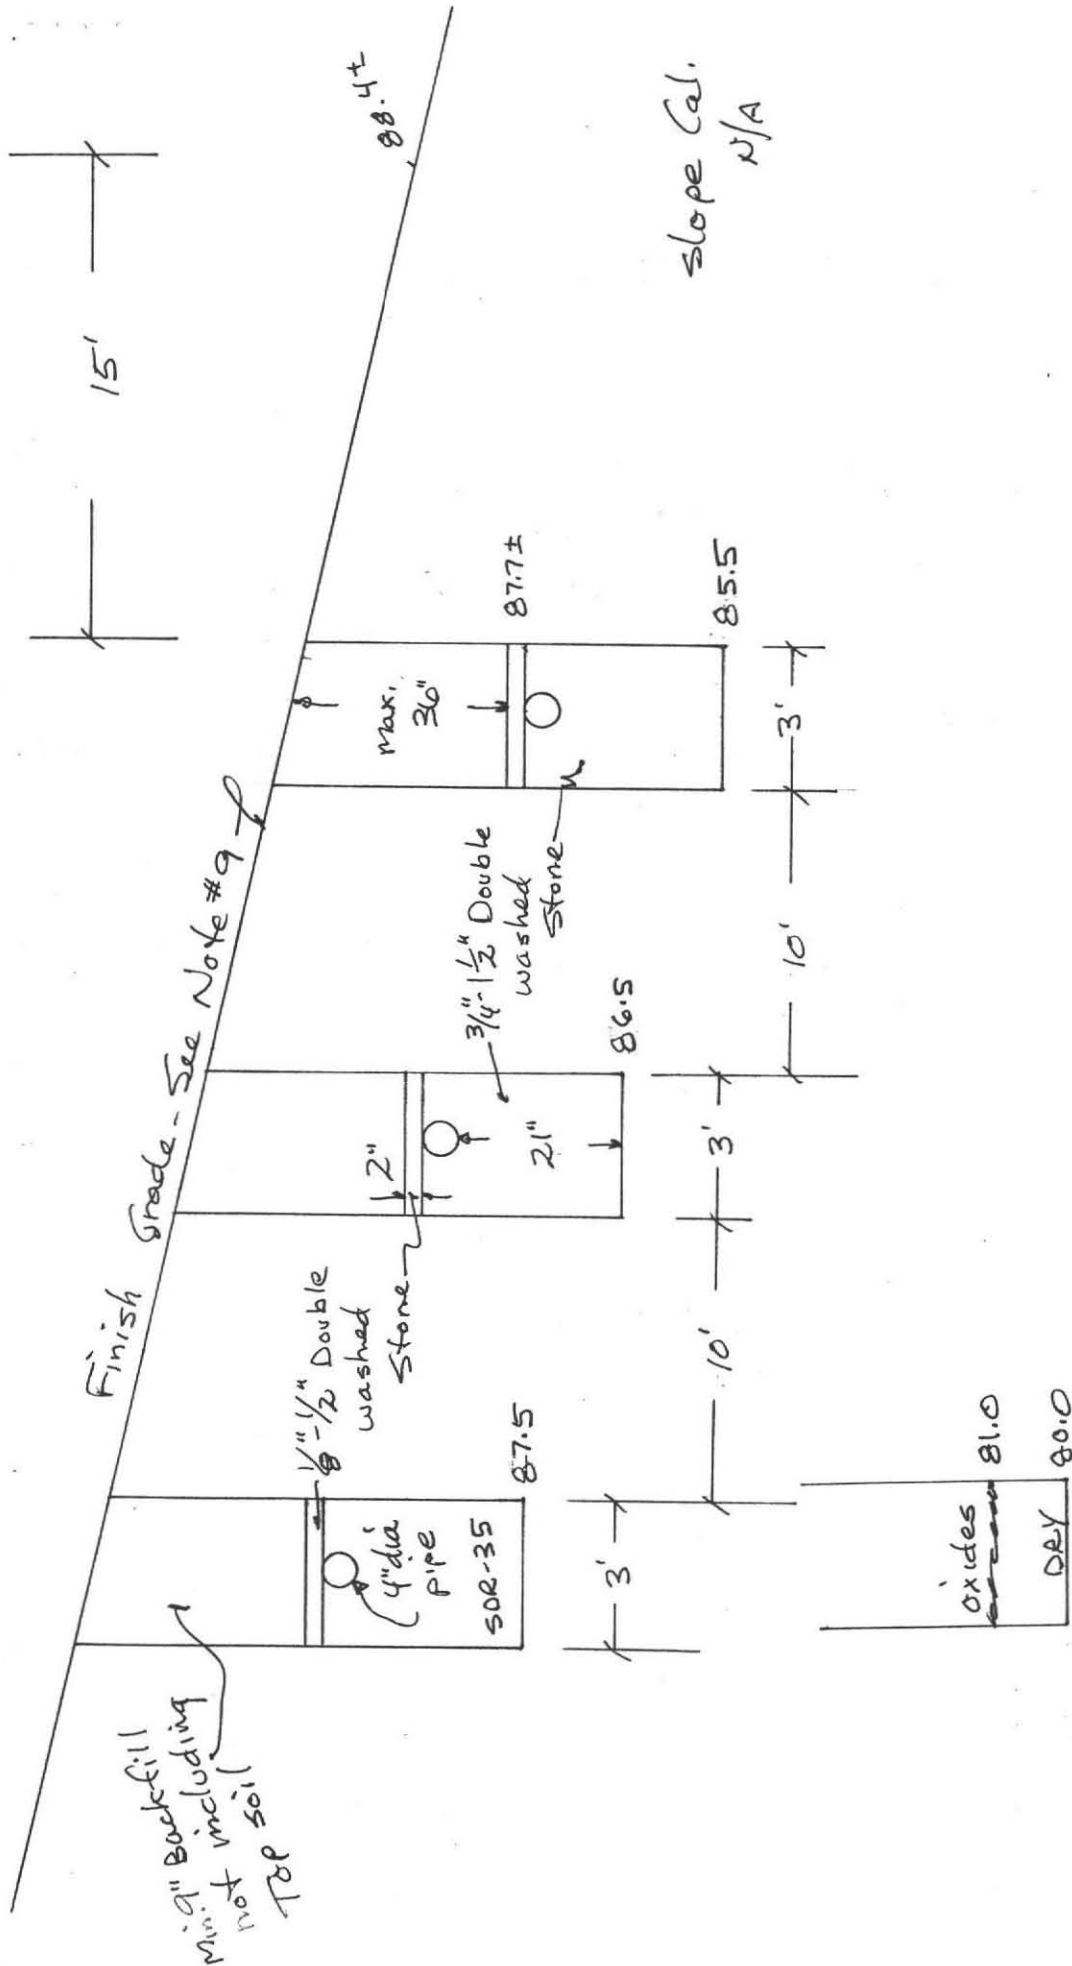 15'
88.4±
Slope Cal.
N/A
Finish Grade - See Note #9
Min. 9" Backfill
not including
Top soil
1/8"-1/2" Double
washed
Stone
4" dia
pipe
SDR-35
87.5
2"
21"
3/4"-1 1/2" Double
washed
Stone
86.5
max.
36"
87.7±
85.5
3'
10'
3'
10'
3'
oxides
81.0
DRY
80.0